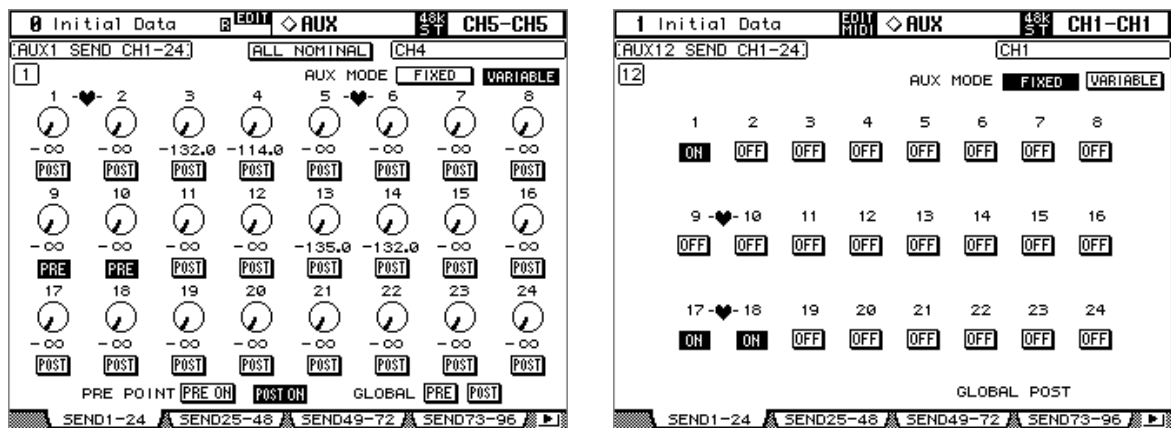 0 Initial Data EDIT ◇AUX 48k ST CH5-CH5
AUX1 SEND CH1-24 ALL NOMINAL CH4
1 AUX MODE FIXED VARIABLE
1 -♥- 2 3 4 5 -♥- 6 7 8
-∞ -∞ -132.0 -114.0 -∞ -∞ -∞ -∞
POST POST POST POST POST POST POST POST
9 10 11 12 13 14 15 16
-∞ -∞ -∞ -∞ -135.0 -132.0 -∞ -∞
PRE PRE POST POST POST POST POST POST
17 18 19 20 21 22 23 24
-∞ -∞ -∞ -∞ -∞ -∞ -∞ -∞
POST POST POST POST POST POST POST POST
PRE POINT PRE ON POST ON GLOBAL PRE POST
SEND1-24 SEND25-48 SEND49-72 SEND73-96
1 Initial Data EDIT MIDI ◇AUX 48k ST CH1-CH1
AUX12 SEND CH1-24 CH1
12 AUX MODE FIXED VARIABLE
1 2 3 4 5 6 7 8
ON OFF OFF OFF OFF OFF OFF OFF
9 -♥- 10 11 12 13 14 15 16
OFF OFF OFF OFF OFF OFF OFF OFF
17 -♥- 18 19 20 21 22 23 24
ON ON OFF OFF OFF OFF OFF OFF
GLOBAL POST
SEND1-24 SEND25-48 SEND49-72 SEND73-96